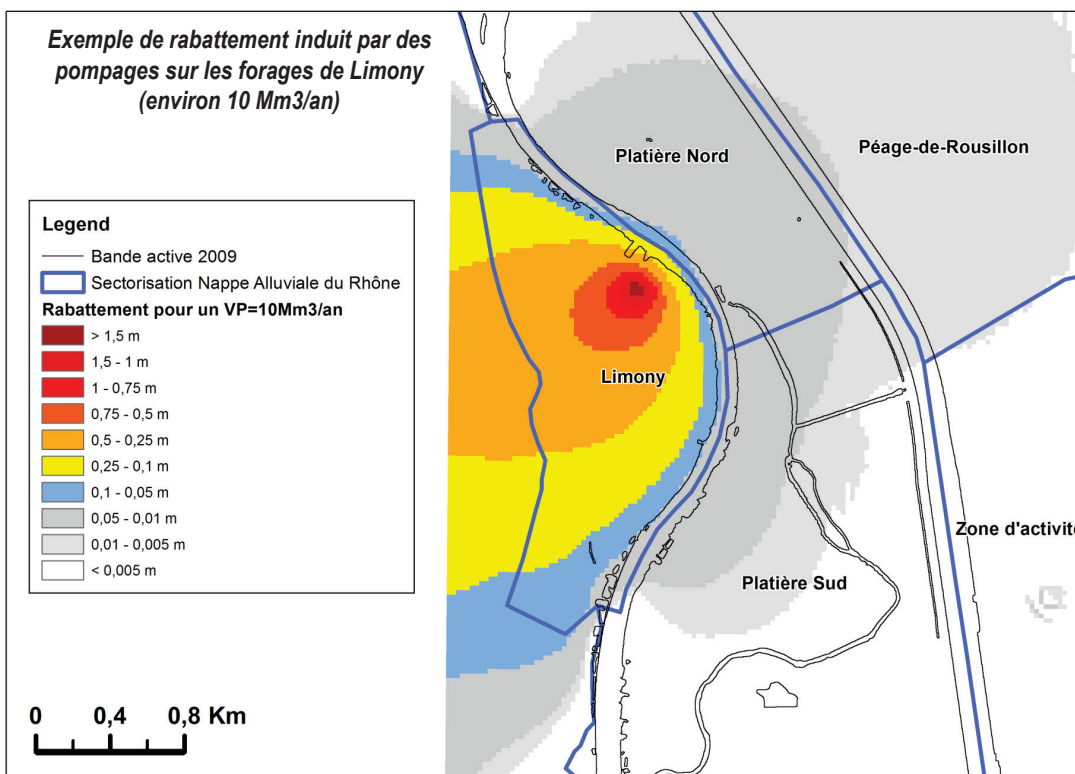 Exemple de rabattement induit par des
pompages sur les forages de Limony
(environ 10 Mm3/an)
Legend
Bande active 2009
Sectorisation Nappe Alluviale du Rhône
Rabattement pour un VP=10Mm3/an
> 1,5 m
1,5 - 1 m
1 - 0,75 m
0,75 - 0,5 m
0,5 - 0,25 m
0,25 - 0,1 m
0,1 - 0,05 m
0,05 - 0,01 m
0,01 - 0,005 m
< 0,005 m
0 0,4 0,8 Km
Platière Nord
Péage-de-Rousillon
Limony
Zone d'activité
Platière Sud